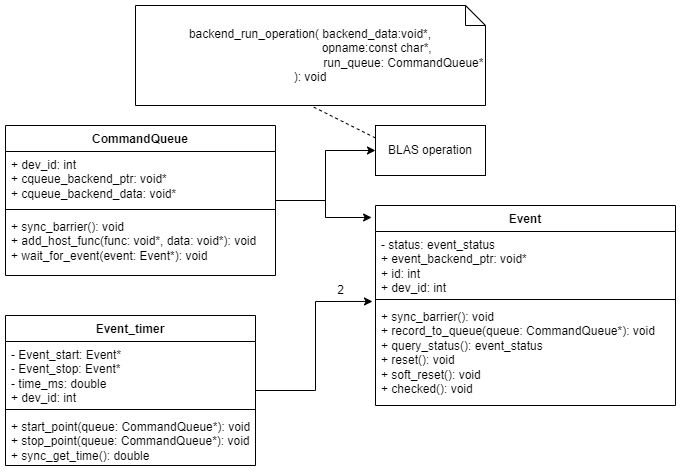 backend_run_operation( backend_data:void*,
opname:const char*,
run_queue: CommandQueue*
): void
CommandQueue
+ dev_id: int
+ cqueue_backend_ptr: void*
+ cqueue_backend_data: void*
+ sync_barrier(): void
+ add_host_func(func: void*, data: void*): void
+ wait_for_event(event: Event*): void
BLAS operation
Event
- status: event_status
+ event_backend_ptr: void*
+ id: int
+ dev_id: int
+ sync_barrier(): void
+ record_to_queue(queue: CommandQueue*): void
+ query_status(): event_status
+ reset(): void
+ soft_reset(): void
+ checked(): void
2
Event_timer
- Event_start: Event*
- Event_stop: Event*
- time_ms: double
+ dev_id: int
+ start_point(queue: CommandQueue*): void
+ stop_point(queue: CommandQueue*): void
+ sync_get_time(): double